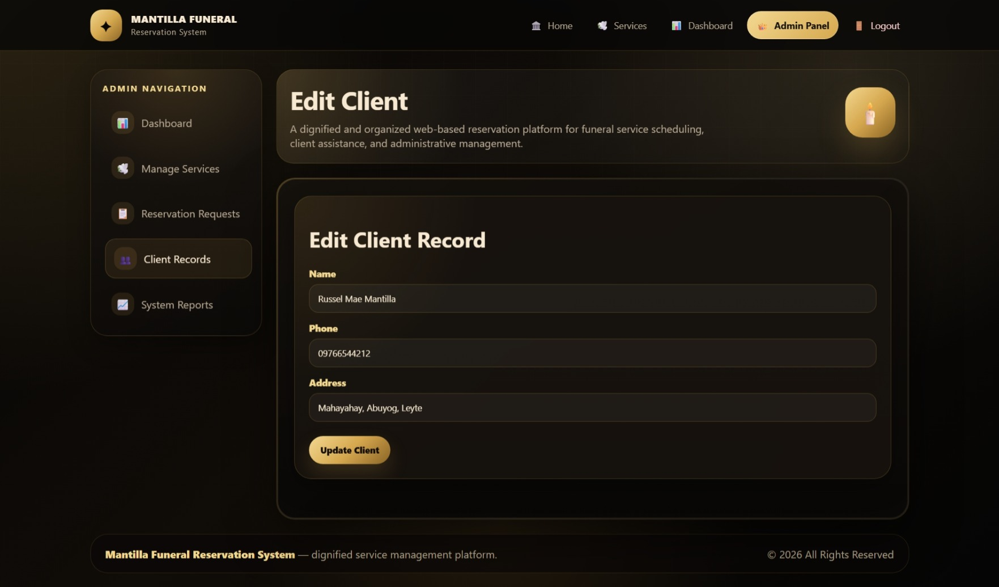 MANTILLA FUNERAL
Reservation System
Home
Services
Dashboard
Admin Panel
Logout
ADMIN NAVIGATION
Dashboard
Manage Services
Reservation Requests
Client Records
System Reports
Edit Client
A dignified and organized web-based reservation platform for funeral service scheduling,
client assistance, and administrative management.
Edit Client Record
Name
Russel Mae Mantilla
Phone
09766544212
Address
Mahayahay, Abuyog, Leyte
Update Client
Mantilla Funeral Reservation System — dignified service management platform.
© 2026 All Rights Reserved